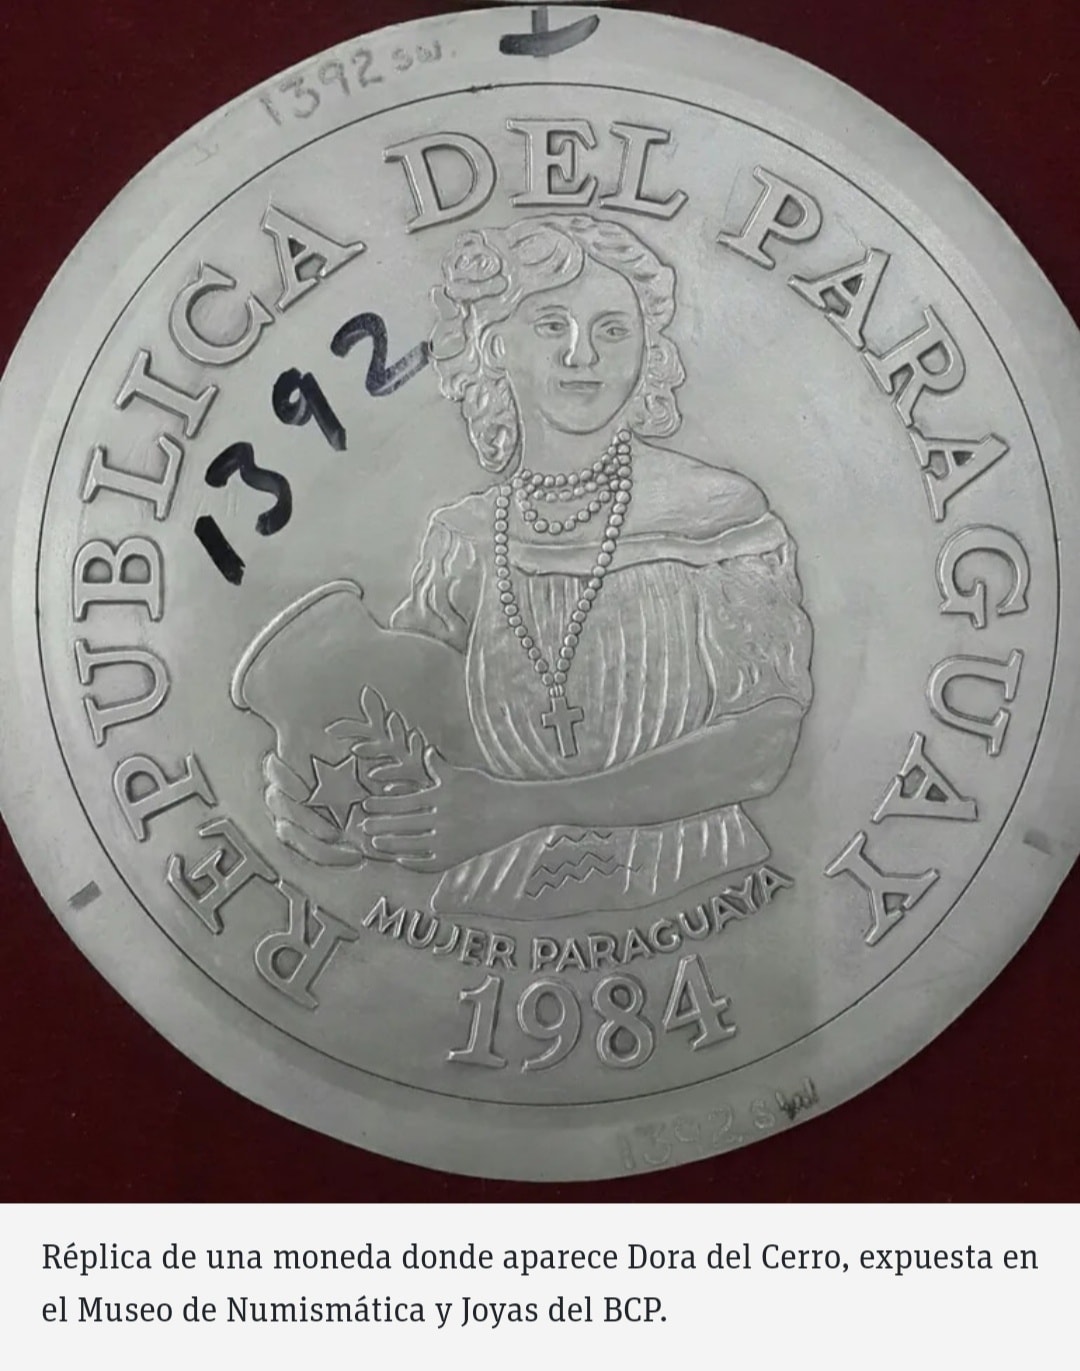 1392 sw.
REPUBLICA DEL PARAGUAY
1392
MUJER PARAGUAYA
1984
1392 S
Réplica de una moneda donde aparece Dora del Cerro, expuesta en
el Museo de Numismática y Joyas del BCP.